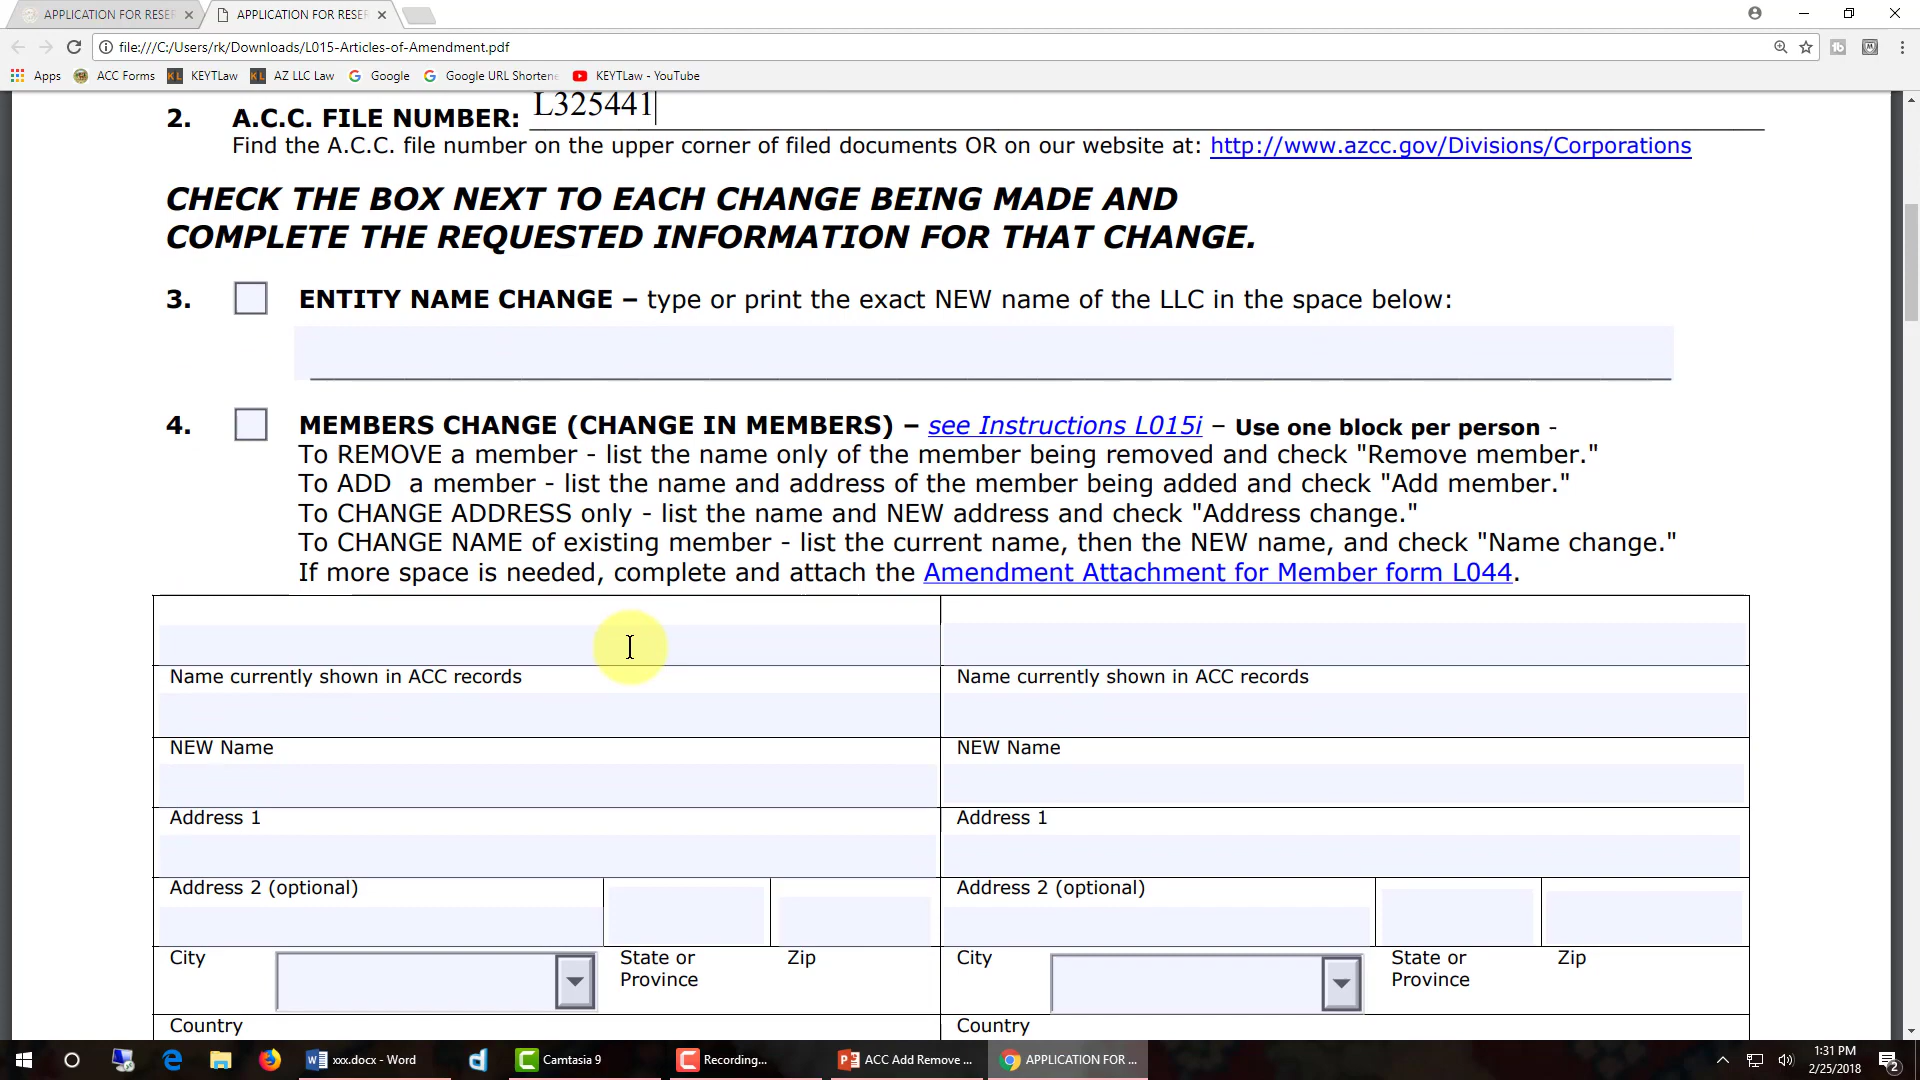 APPLICATION FOR RESER
APPLICATION FOR RESER
file:///C:/Users/rk/Downloads/L015-Articles-of-Amendment.pdf
Apps ACC Forms KEYTLaw AZ LLC Law Google Google URL Shortene KEYTLaw - YouTube
2. A.C.C. FILE NUMBER: L325441
Find the A.C.C. file number on the upper corner of filed documents OR on our website at: http://www.azcc.gov/Divisions/Corporations
CHECK THE BOX NEXT TO EACH CHANGE BEING MADE AND
COMPLETE THE REQUESTED INFORMATION FOR THAT CHANGE.
3. ENTITY NAME CHANGE – type or print the exact NEW name of the LLC in the space below:
4. MEMBERS CHANGE (CHANGE IN MEMBERS) – see Instructions L015i – Use one block per person -
To REMOVE a member - list the name only of the member being removed and check "Remove member."
To ADD a member - list the name and address of the member being added and check "Add member."
To CHANGE ADDRESS only - list the name and NEW address and check "Address change."
To CHANGE NAME of existing member - list the current name, then the NEW name, and check "Name change."
If more space is needed, complete and attach the Amendment Attachment for Member form L044.
Name currently shown in ACC records Name currently shown in ACC records
NEW Name NEW Name
Address 1 Address 1
Address 2 (optional) Address 2 (optional)
City State or Province Zip City State or Province Zip
Country Country
xxx.docx - Word Camtasia 9 Recording... ACC Add Remove ... APPLICATION FOR ...
1:31 PM
2/25/2018
2